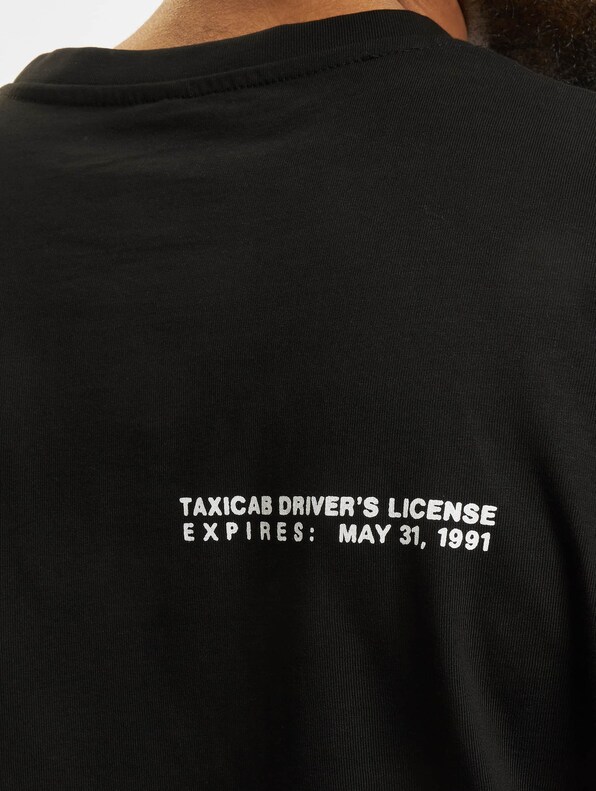 TAXICAB DRIVER'S LICENSE
EXPIRES: MAY 31, 1991